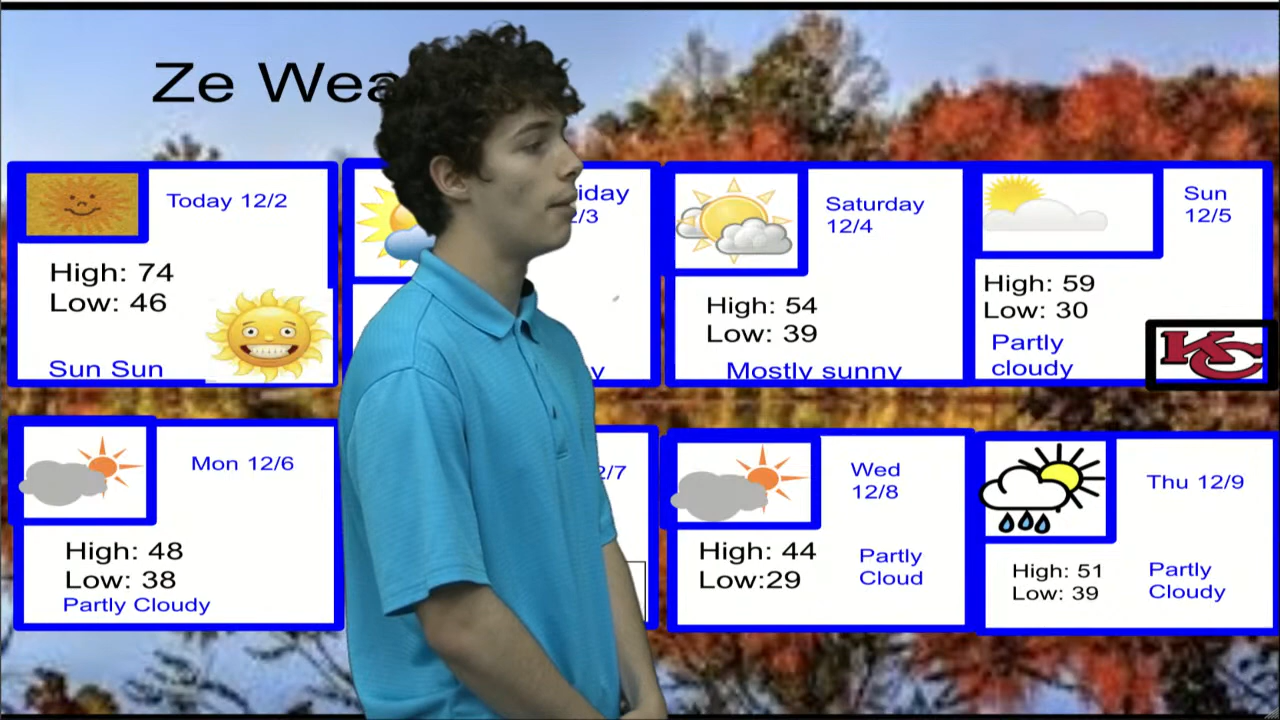 Ze Wea
Today 12/2
High: 74
Low: 46
Sun Sun
iday
/3
Saturday
12/4
High: 54
Low: 39
Mostly sunny
Sun
12/5
High: 59
Low: 30
Partly
cloudy
KC
Mon 12/6
High: 48
Low: 38
Partly Cloudy
2/7
Wed
12/8
High: 44
Low:29
Partly
Cloud
Thu 12/9
High: 51
Low: 39
Partly
Cloudy